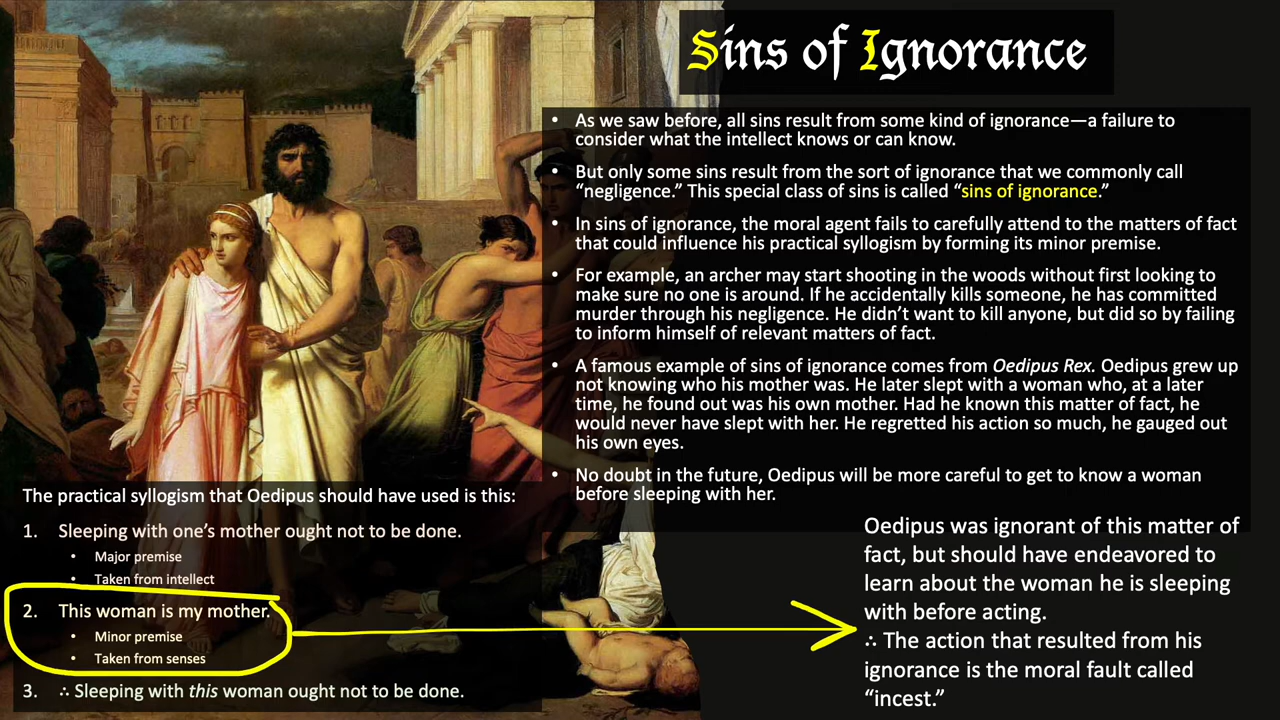 Sins of Ignorance
• As we saw before, all sins result from some kind of ignorance—a failure to
consider what the intellect knows or can know.
• But only some sins result from the sort of ignorance that we commonly call
“negligence.” This special class of sins is called “sins of ignorance.”
• In sins of ignorance, the moral agent fails to carefully attend to the matters of fact
that could influence his practical syllogism by forming its minor premise.
• For example, an archer may start shooting in the woods without first looking to
make sure no one is around. If he accidentally kills someone, he has committed
murder through his negligence. He didn’t want to kill anyone, but did so by failing
to inform himself of relevant matters of fact.
• A famous example of sins of ignorance comes from Oedipus Rex. Oedipus grew up
not knowing who his mother was. He later slept with a woman who, at a later
time, he found out was his own mother. Had he known this matter of fact, he
would never have slept with her. He regretted his action so much, he gauged out
his own eyes.
• No doubt in the future, Oedipus will be more careful to get to know a woman
before sleeping with her.
The practical syllogism that Oedipus should have used is this:
1. Sleeping with one’s mother ought not to be done.
• Major premise
• Taken from intellect
2. This woman is my mother.
• Minor premise
• Taken from senses
3. ∴ Sleeping with this woman ought not to be done.
Oedipus was ignorant of this matter of
fact, but should have endeavored to
learn about the woman he is sleeping
with before acting.
∴ The action that resulted from his
ignorance is the moral fault called
“incest.”